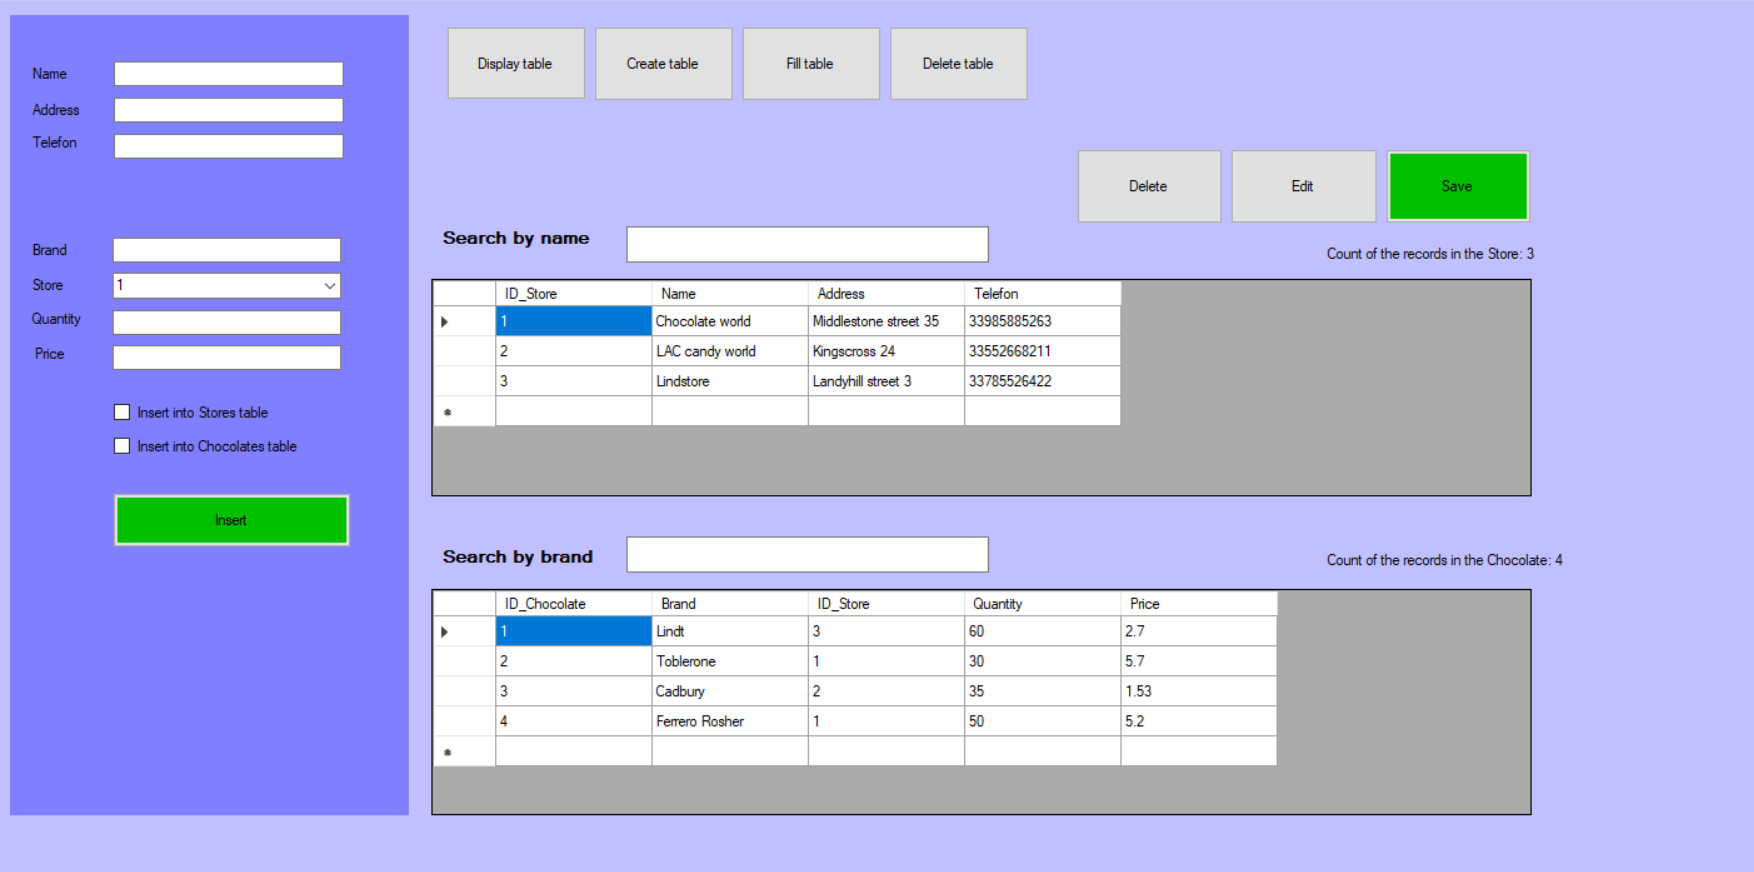 Name
Address
Telefon
Brand
Store 1
Quantity
Price
Insert into Stores table
Insert into Chocolates table
Insert
Display table Create table Fill table Delete table
Delete Edit Save
Search by name
Count of the records in the Store: 3
ID_Store Name Address Telefon
1 Chocolate world Middlestone street 35 33985885263
2 LAC candy world Kingscross 24 33552668211
3 Lindstore Landyhill street 3 33785526422
Search by brand
Count of the records in the Chocolate: 4
ID_Chocolate Brand ID_Store Quantity Price
1 Lindt 3 60 2.7
2 Toblerone 1 30 5.7
3 Cadbury 2 35 1.53
4 Ferrero Rosher 1 50 5.2